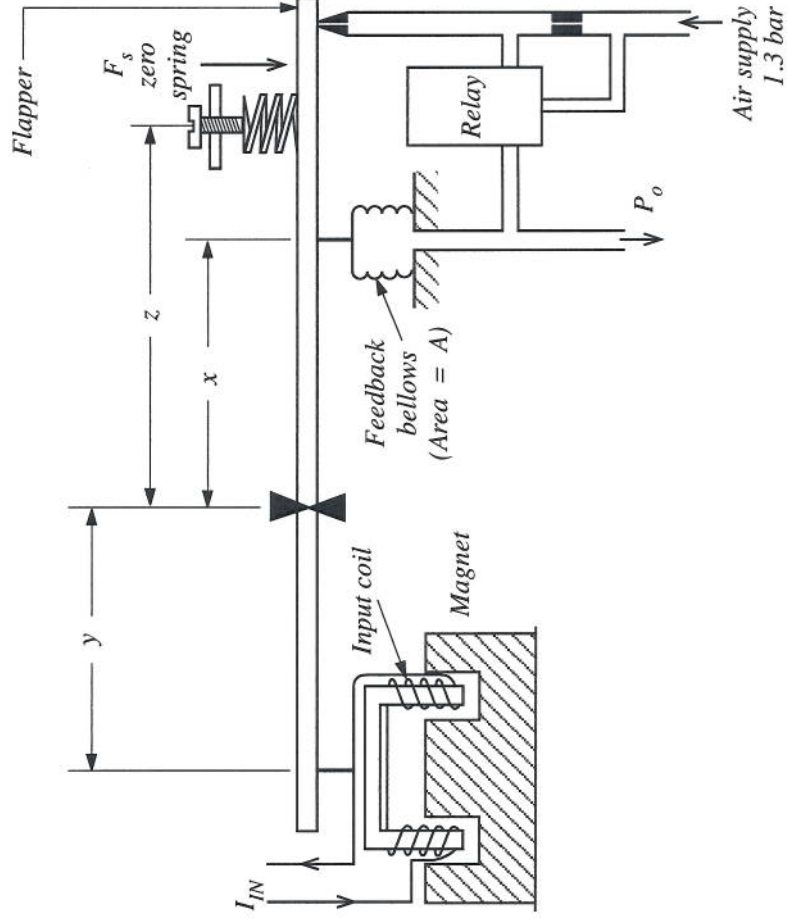 Flapper
F_s
zero
spring
z
x
y
Relay
Air supply
1.3 bar
P_o
Feedback
bellows
(Area = A)
Input coil
Magnet
I_IN